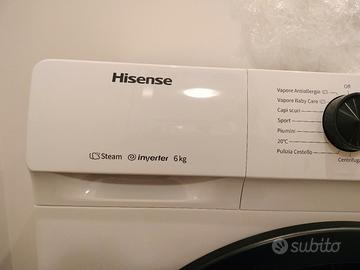 Hisense
Steam inverter 6 kg
Off
Vapore Antiallergie
Vapore Baby Care
Capi scuri
Sport
Piumini
20°C
Pulizia Cestello
Centrifuga
subito